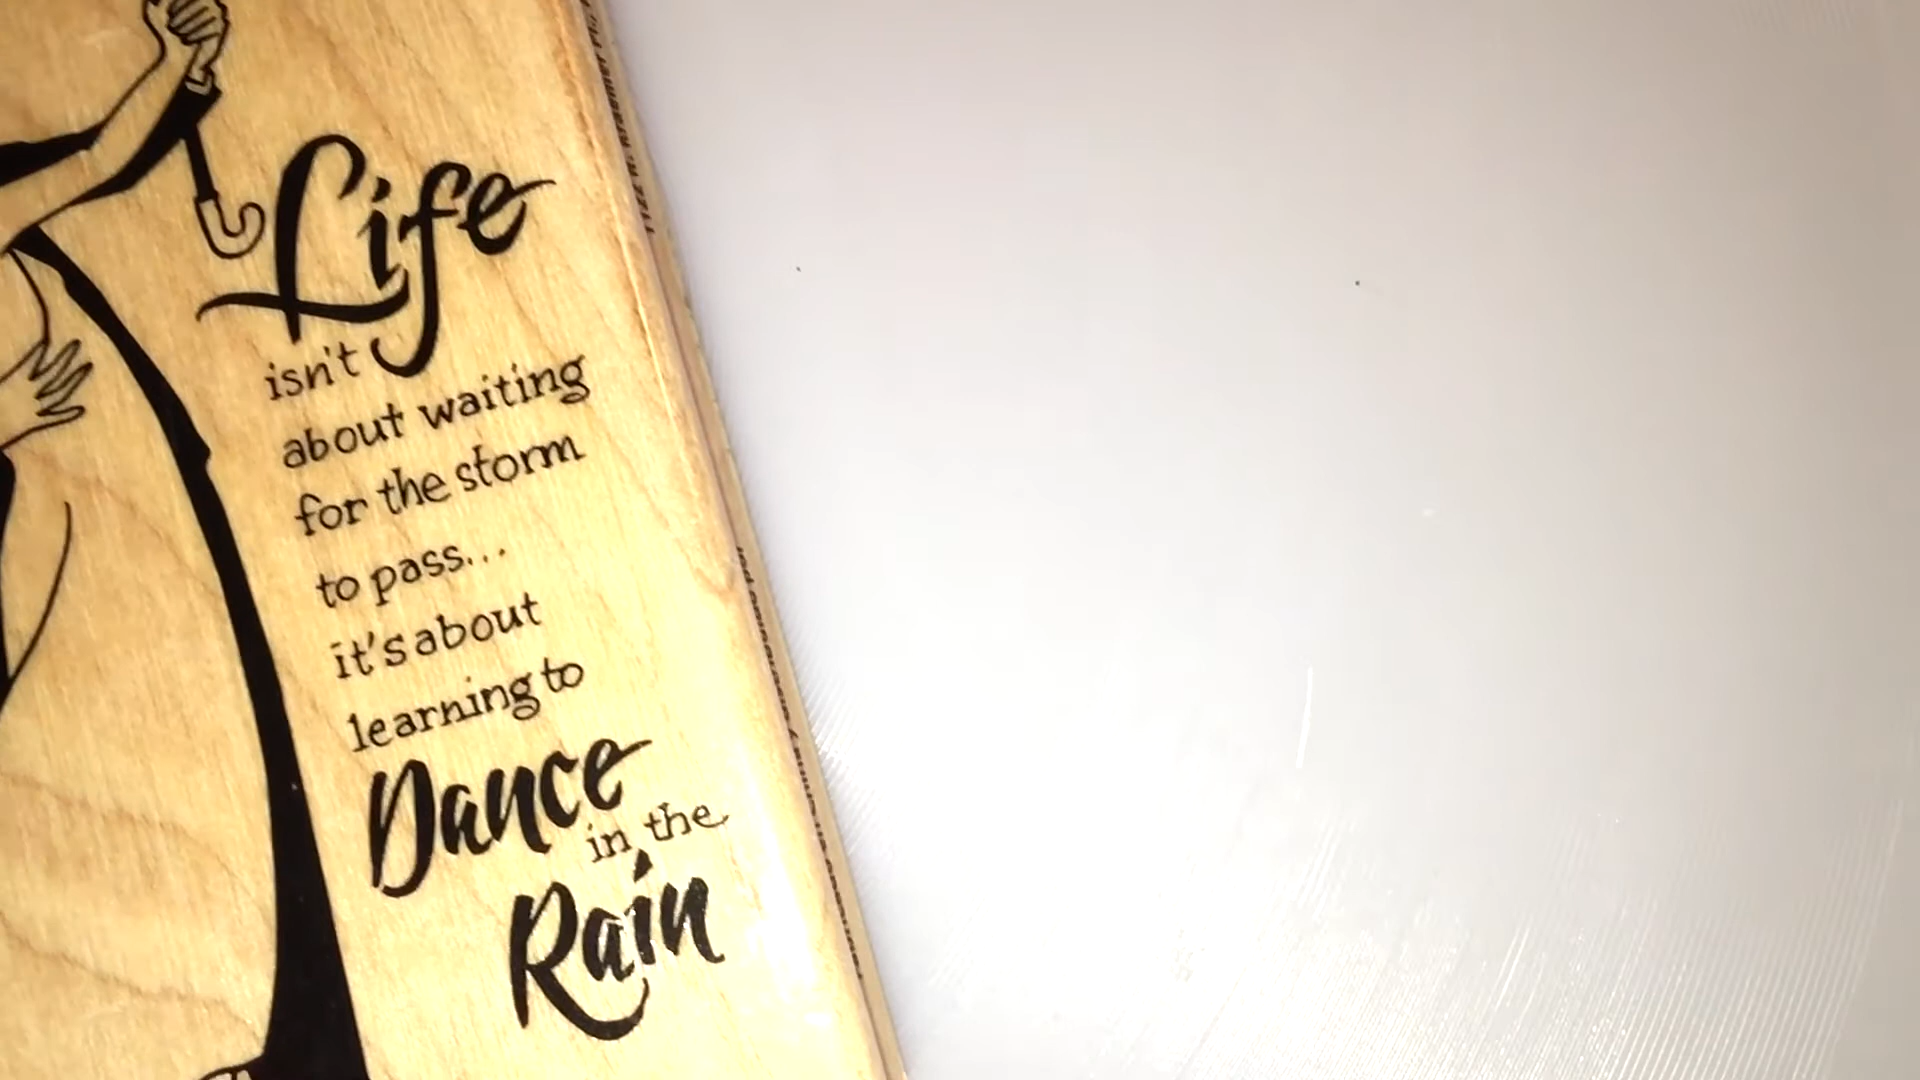 Life
isn't
about waiting
for the storm
to pass...
it's about
learning to
Dance
in the
Rain